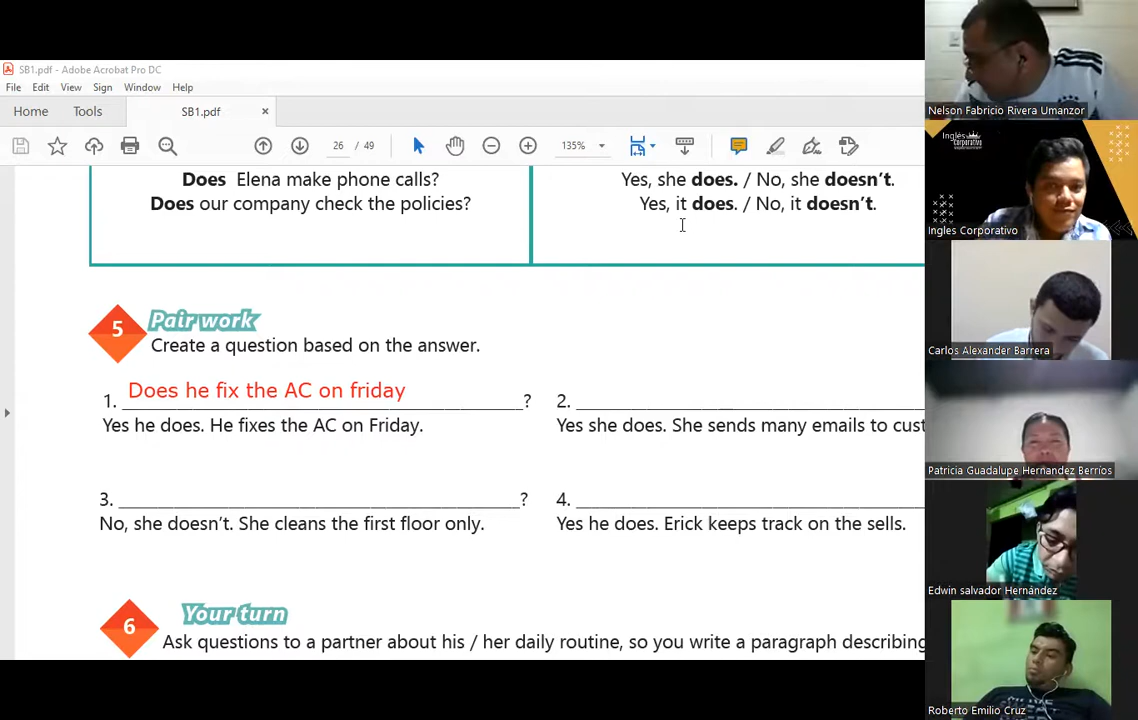 SB1.pdf - Adobe Acrobat Pro DC
File Edit View Sign Window Help
Home Tools SB1.pdf ×
26 / 49 135%
Does Elena make phone calls?
Does our company check the policies?
Yes, she does. / No, she doesn't.
Yes, it does. / No, it doesn't.
5 Pair work
Create a question based on the answer.
1. Does he fix the AC on friday ?
Yes he does. He fixes the AC on Friday.
2.
Yes she does. She sends many emails to cust
3. ?
No, she doesn't. She cleans the first floor only.
4.
Yes he does. Erick keeps track on the sells.
6 Your turn
Ask questions to a partner about his / her daily routine, so you write a paragraph describing
Nelson Fabricio Rivera Umanzor
Inglés
Corporativo
Ingles Corporativo
Carlos Alexander Barrera
Patricia Guadalupe Hernandez Berrios
Edwin salvador Hernández
Roberto Emilio Cruz